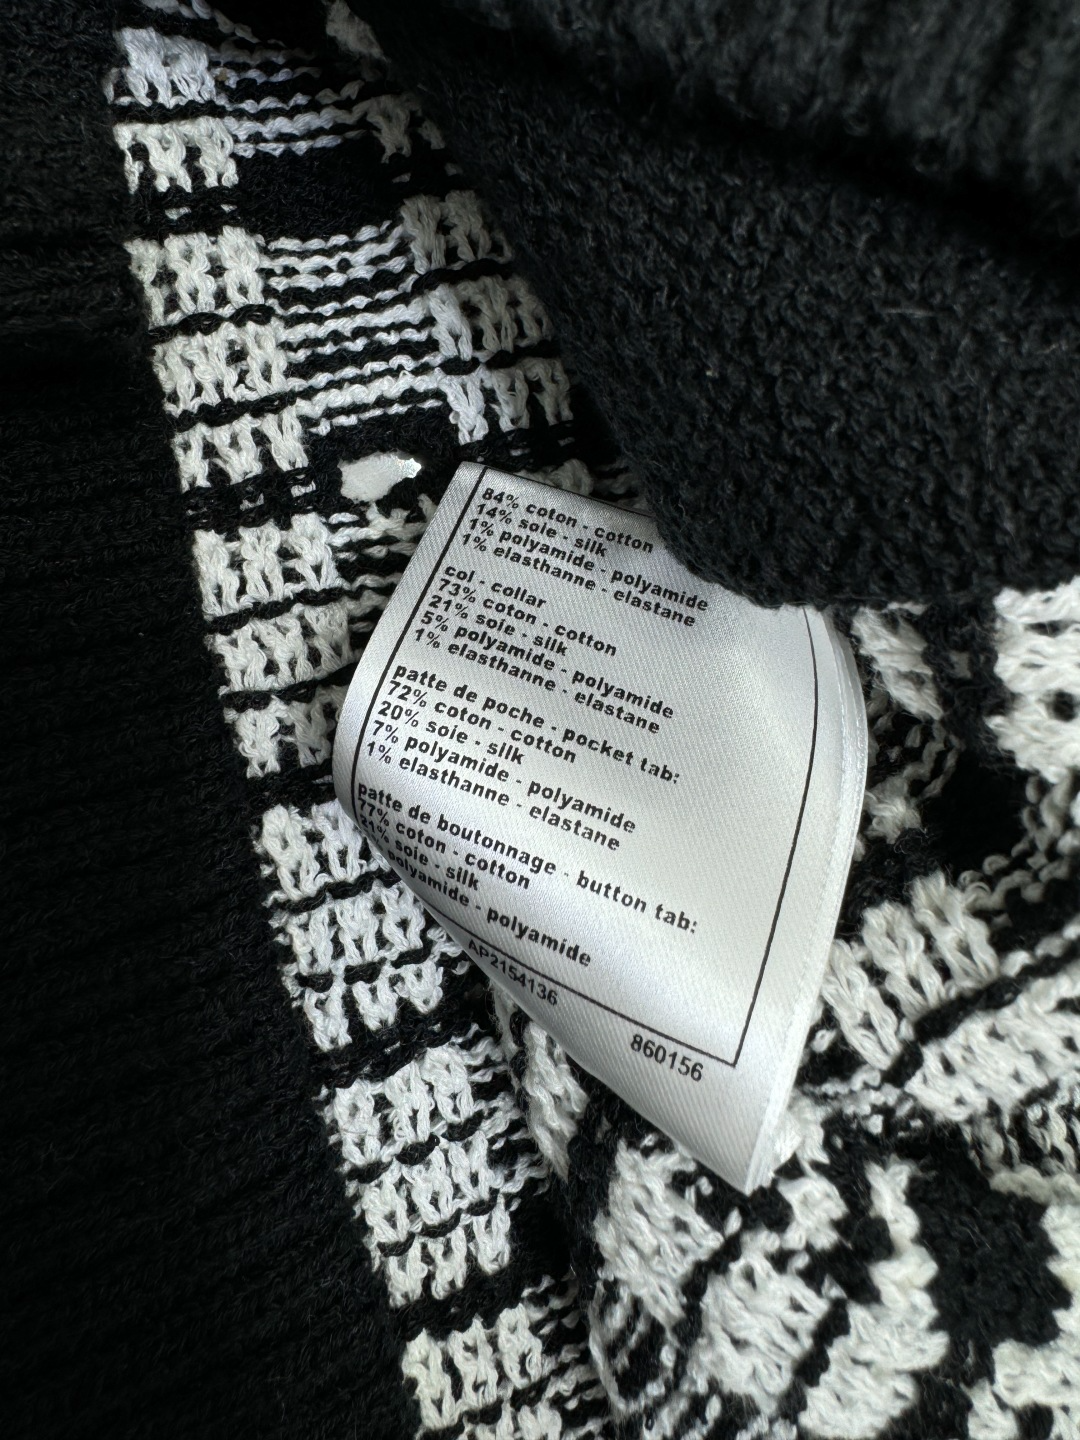 84% coton - cotton
14% soie - silk
1% polyamide - polyamide
1% elasthanne - elastane
col - collar
73% coton - cotton
21% soie - silk
5% polyamide - polyamide
1% elasthanne - elastane
patte de poche - pocket tab:
72% coton - cotton
20% soie - silk
7% polyamide - polyamide
1% elasthanne - elastane
patte de boutonnage - button tab:
77% coton - cotton
21% soie - silk
polyamide - polyamide
AP2154136
860156